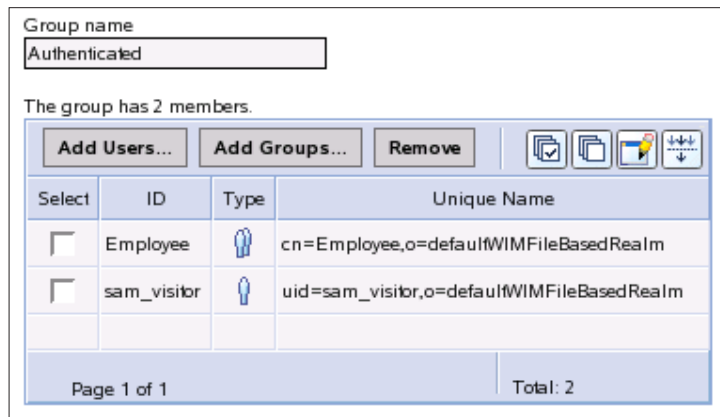 Group name
Authenticated
The group has 2 members.
Add Users... Add Groups... Remove
Select ID Type Unique Name
Employee cn=Employee,o=defaultWIMFileBasedRealm
sam_visitor uid=sam_visitor,o=defaultWIMFileBasedRealm
Page 1 of 1 Total: 2